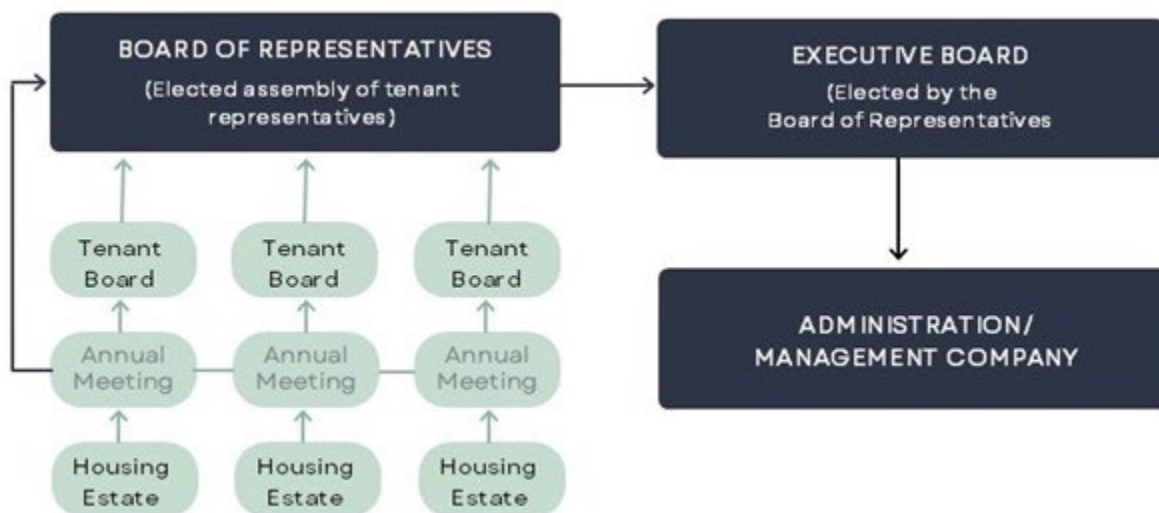 BOARD OF REPRESENTATIVES
(Elected assembly of tenant
representatives)
EXECUTIVE BOARD
(Elected by the
Board of Representatives
Tenant
Board
Tenant
Board
Tenant
Board
ADMINISTRATION/
MANAGEMENT COMPANY
Annual
Meeting
Annual
Meeting
Annual
Meeting
Housing
Estate
Housing
Estate
Housing
Estate